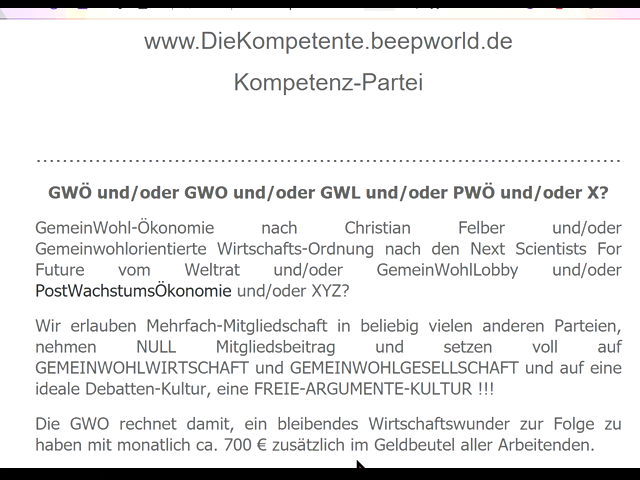 www.DieKompetente.beepworld.de
Kompetenz-Partei
GWÖ und/oder GWO und/oder GWL und/oder PWÖ und/oder X?
GemeinWohl-Ökonomie nach Christian Felber und/oder
Gemeinwohlorientierte Wirtschafts-Ordnung nach den Next Scientists For
Future vom Weltrat und/oder GemeinWohlLobby und/oder
PostWachstumsÖkonomie und/oder XYZ?
Wir erlauben Mehrfach-Mitgliedschaft in beliebig vielen anderen Parteien,
nehmen NULL Mitgliedsbeitrag und setzen voll auf
GEMEINWOHLWIRTSCHAFT und GEMEINWOHLGESELLSCHAFT und auf eine
ideale Debatten-Kultur, eine FREIE-ARGUMENTE-KULTUR !!!
Die GWO rechnet damit, ein bleibendes Wirtschaftswunder zur Folge zu
haben mit monatlich ca. 700 € zusätzlich im Geldbeutel aller Arbeitenden.